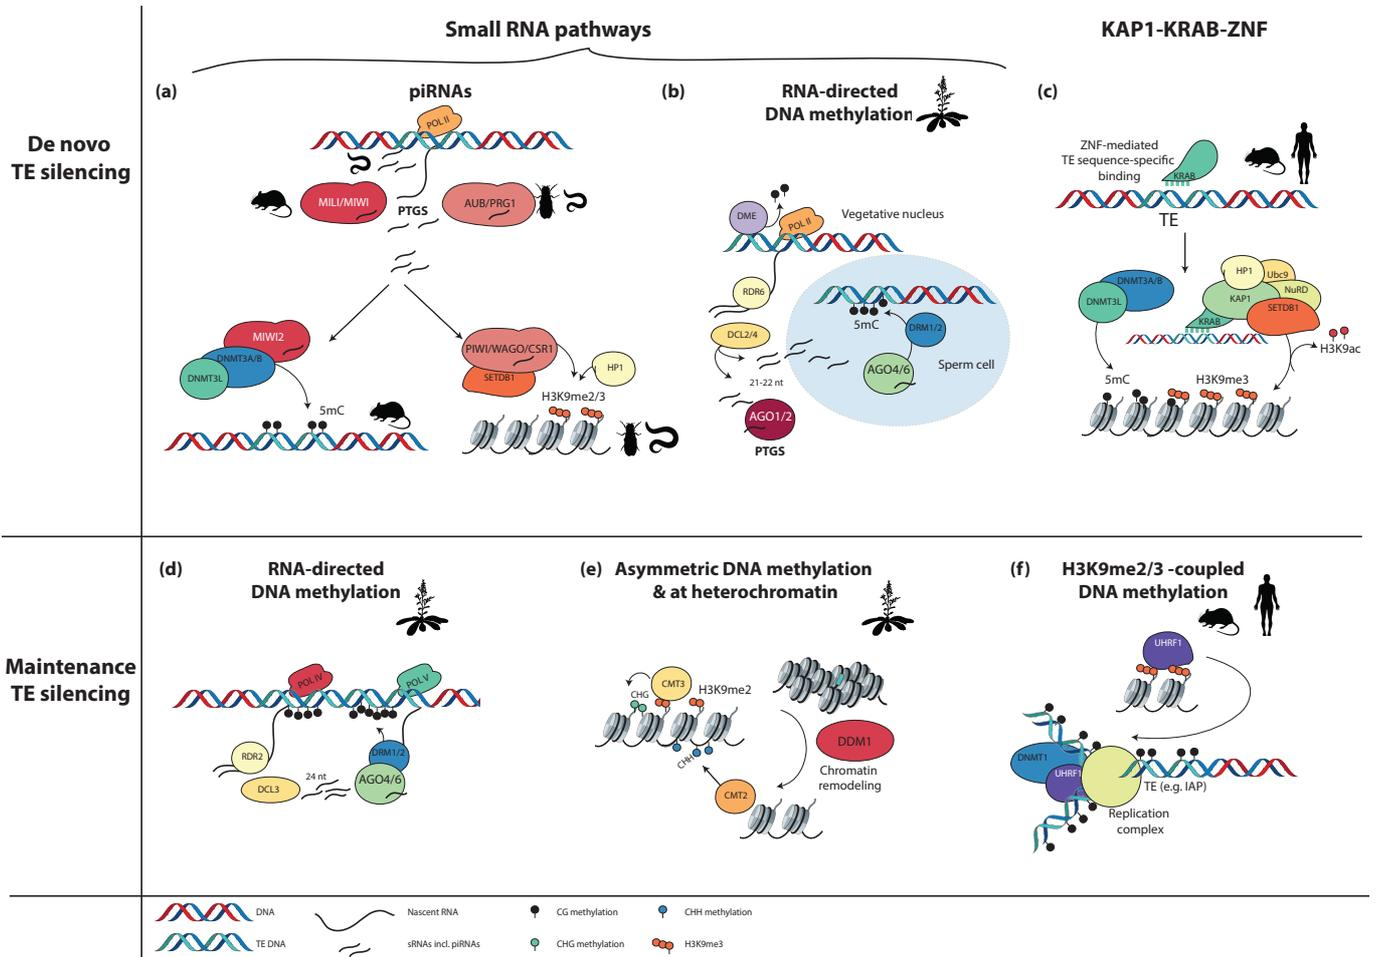 Small RNA pathways
KAP1-KRAB-ZNF
De novo
TE silencing
(a)
piRNAs
POL II
MILI/MIWI
PTGS
AUB/PRG1
MIWI2
DNMT3A/B
DNMT3L
5mC
PIWI/WAGO/CSR1
SETDB1
HP1
H3K9me2/3
(b)
RNA-directed
DNA methylation
DME
POL II
Vegetative nucleus
RDR6
DCL2/4
21-22 nt
AGO1/2
PTGS
5mC
DRM1/2
AGO4/6
Sperm cell
(c)
ZNF-mediated
TE sequence-specific
binding
KRAB
TE
DNMT3A/B
DNMT3L
HP1
Ubc9
NuRD
KAP1
SETDB1
KRAB
H3K9ac
5mC
H3K9me3
Maintenance
TE silencing
(d)
RNA-directed
DNA methylation
POL IV
POL V
RDR2
DCL3
24 nt
DRM1/2
AGO4/6
(e)
Asymmetric DNA methylation
& at heterochromatin
CHG
CMT3
H3K9me2
CHH
CMT2
DDM1
Chromatin
remodeling
(f)
H3K9me2/3 -coupled
DNA methylation
UHRF1
DNMT1
UHRF1
TE (e.g. IAP)
Replication
complex
DNA
Nascent RNA
CG methylation
CHH methylation
TE DNA
sRNAs incl. piRNAs
CHG methylation
H3K9me3